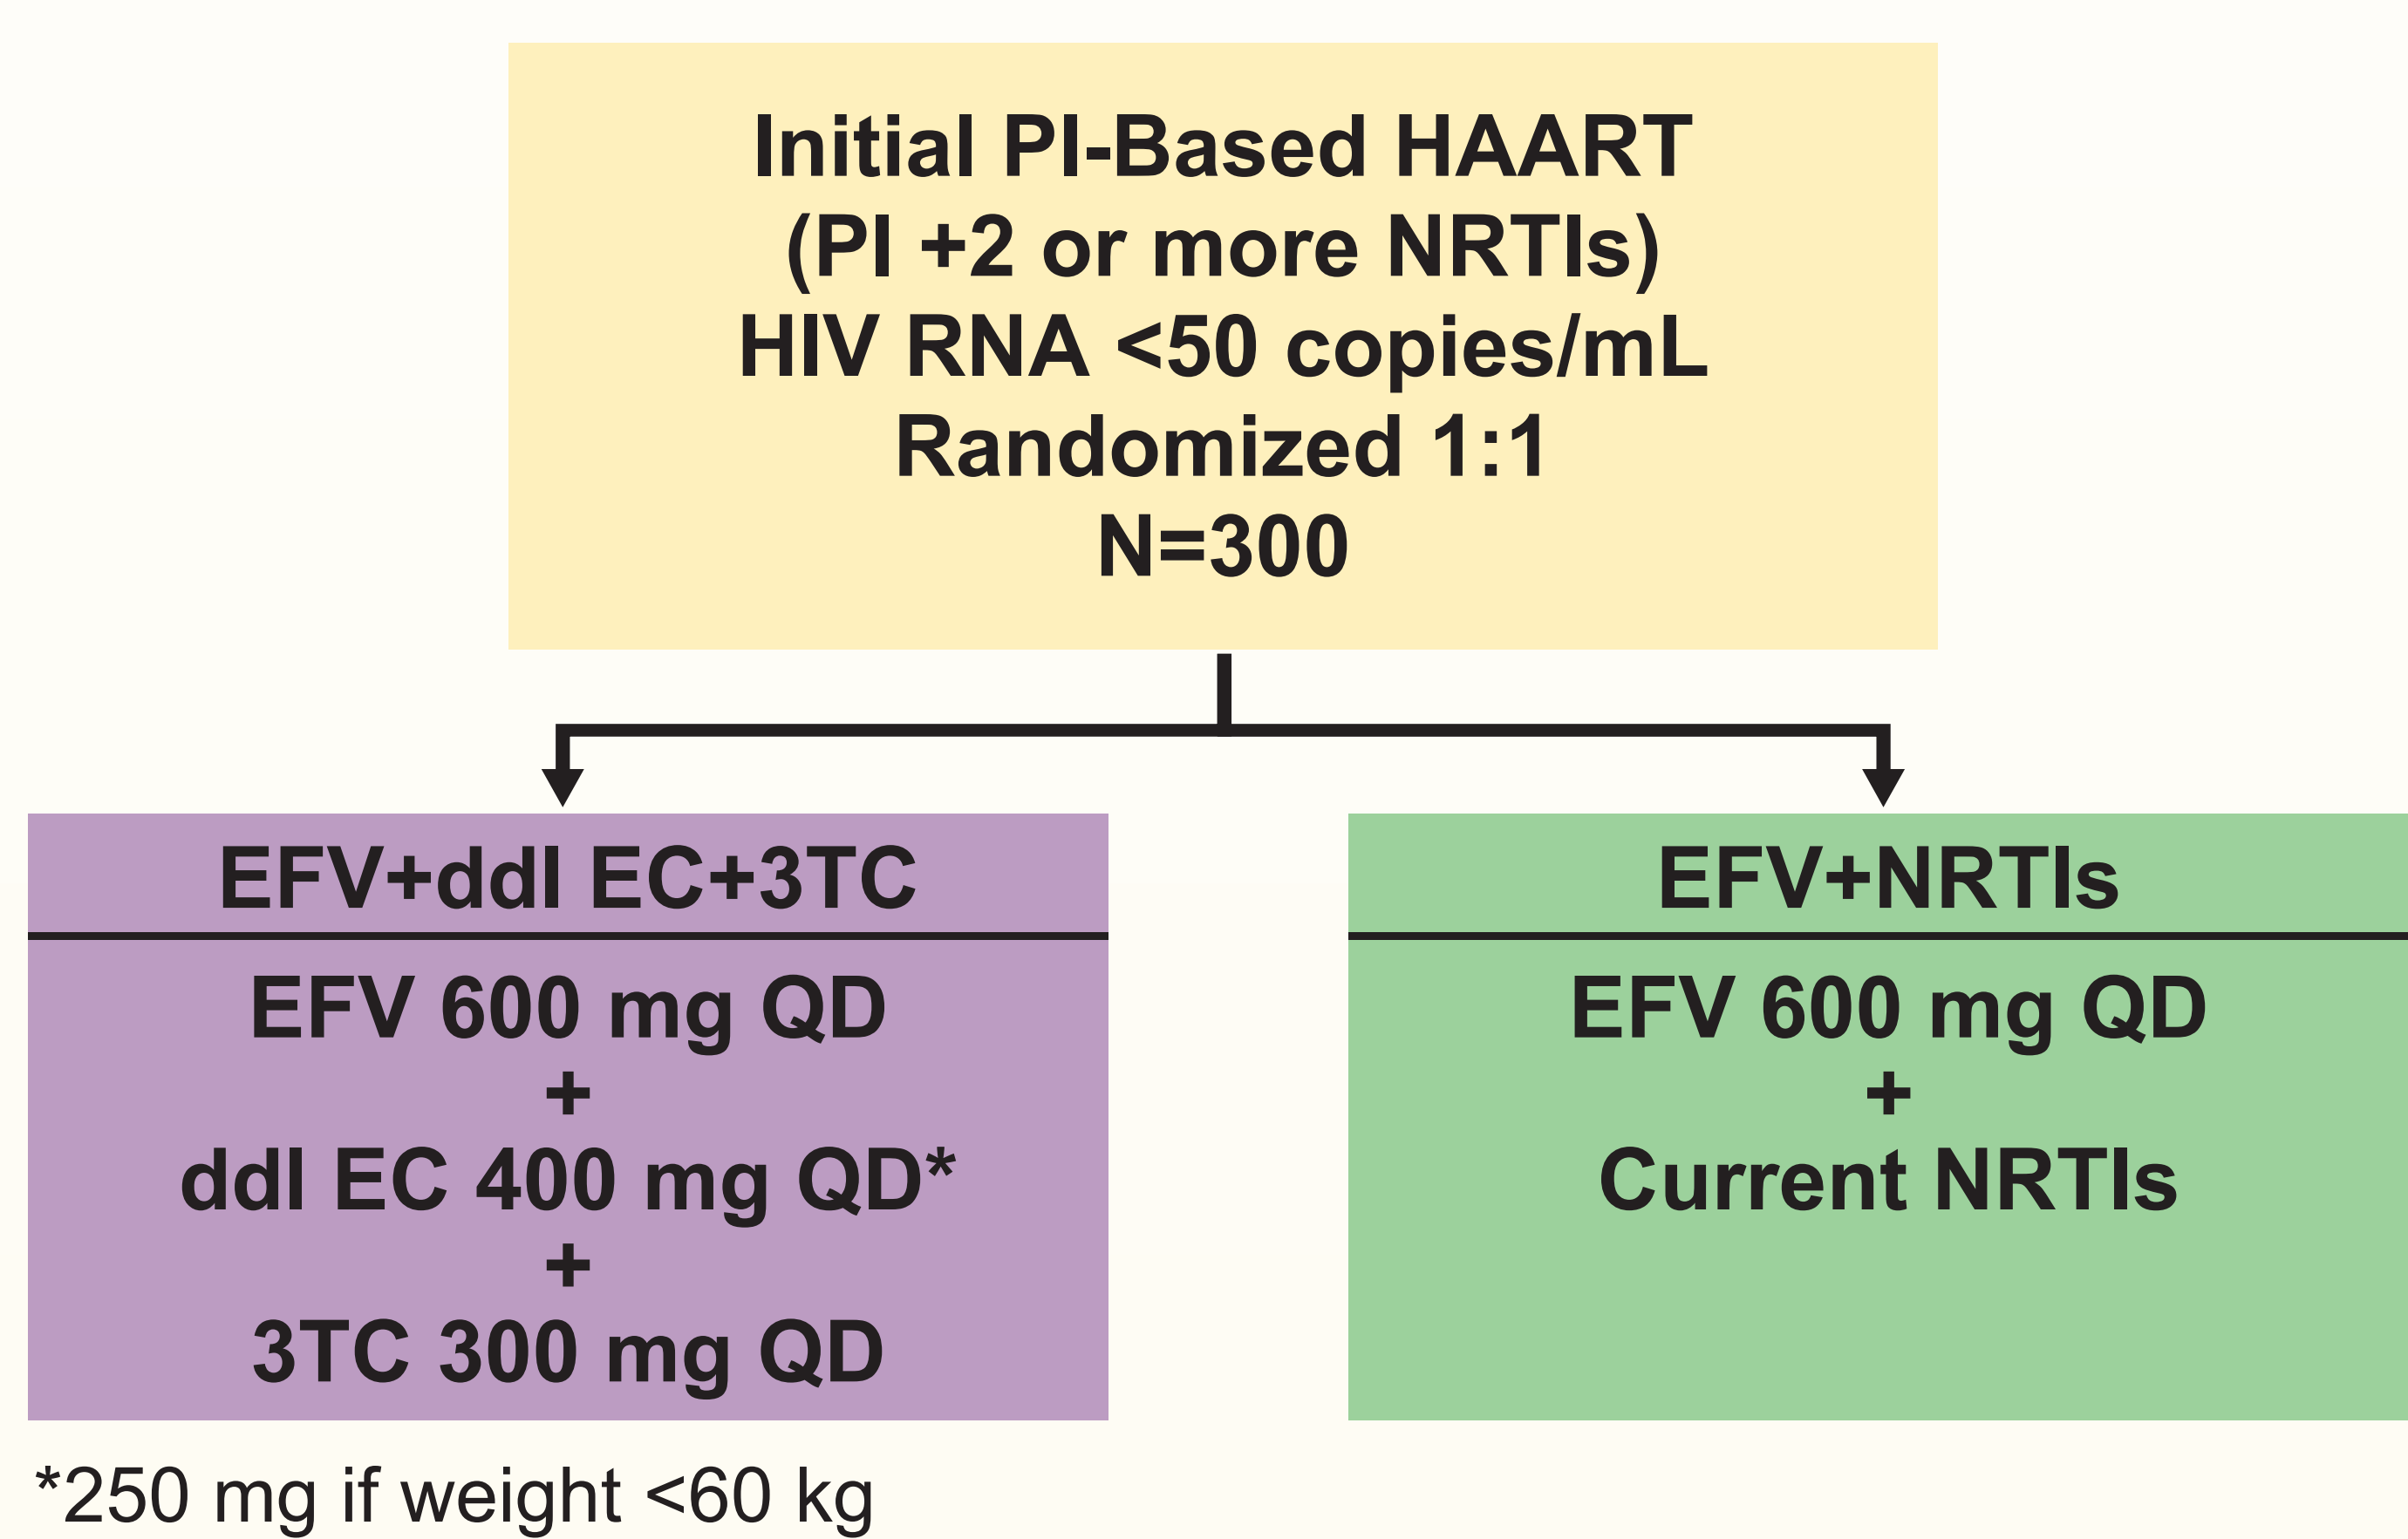 Initial PI-Based HAART
(PI +2 or more NRTIs)
HIV RNA <50 copies/mL
Randomized 1:1
N=300
EFV+ddI EC+3TC
EFV 600 mg QD
+
ddI EC 400 mg QD*
+
3TC 300 mg QD
EFV+NRTIs
EFV 600 mg QD
+
Current NRTIs
*250 mg if weight <60 kg